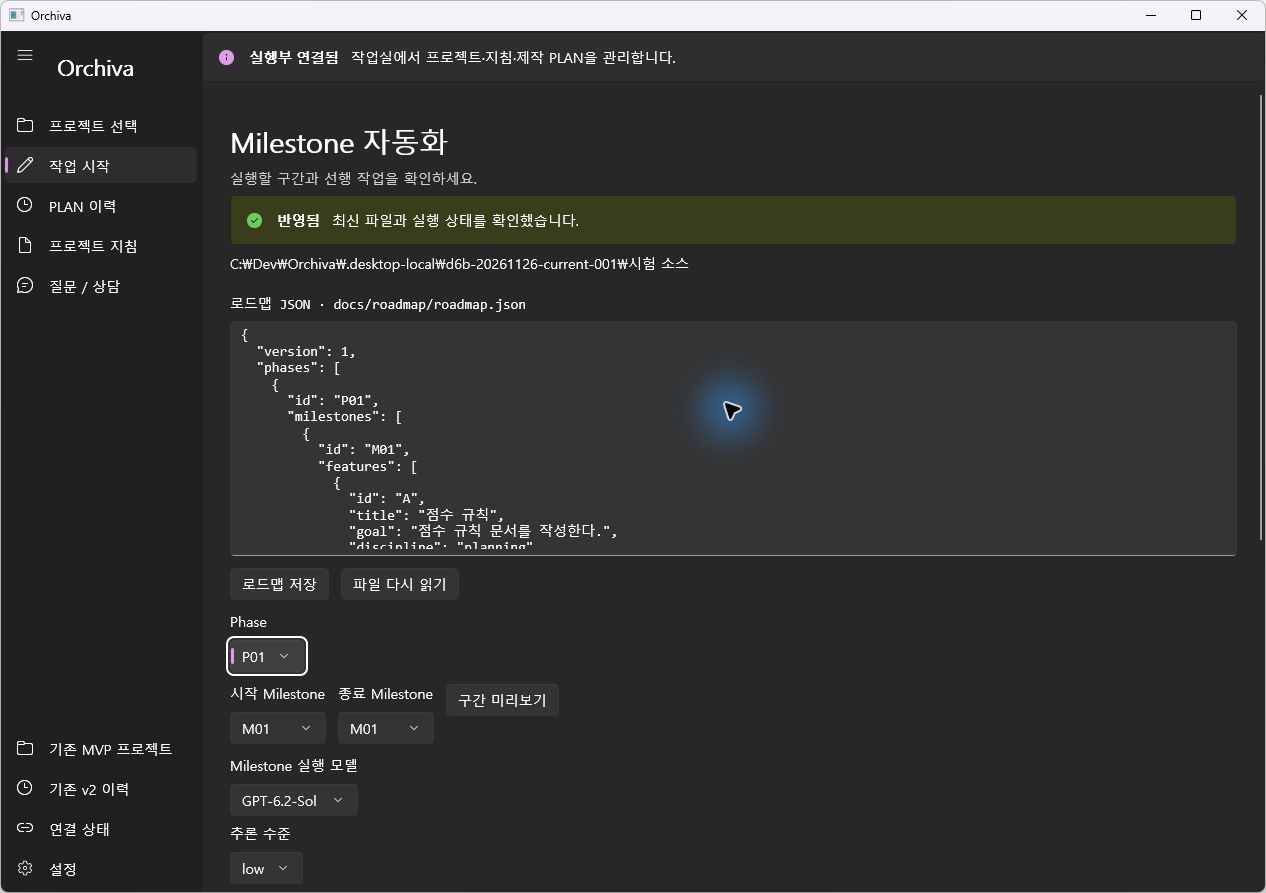 Orchiva
Orchiva
프로젝트 선택
작업 시작
PLAN 이력
프로젝트 지침
질문 / 상담
기존 MVP 프로젝트
기존 v2 이력
연결 상태
설정
실행부 연결됨 작업실에서 프로젝트·지침·제작 PLAN을 관리합니다.
Milestone 자동화
실행할 구간과 선행 작업을 확인하세요.
반영됨 최신 파일과 실행 상태를 확인했습니다.
C:₩Dev₩Orchiva₩.desktop-local₩d6b-20261126-current-001₩시험 소스
로드맵 JSON · docs/roadmap/roadmap.json
{
"version": 1,
"phases": [
{
"id": "P01",
"milestones": [
{
"id": "M01",
"features": [
{
"id": "A",
"title": "점수 규칙",
"goal": "점수 규칙 문서를 작성한다.",
"discipline": "planning"
로드맵 저장 파일 다시 읽기
Phase
P01
시작 Milestone 종료 Milestone 구간 미리보기
M01 M01
Milestone 실행 모델
GPT-6.2-Sol
추론 수준
low